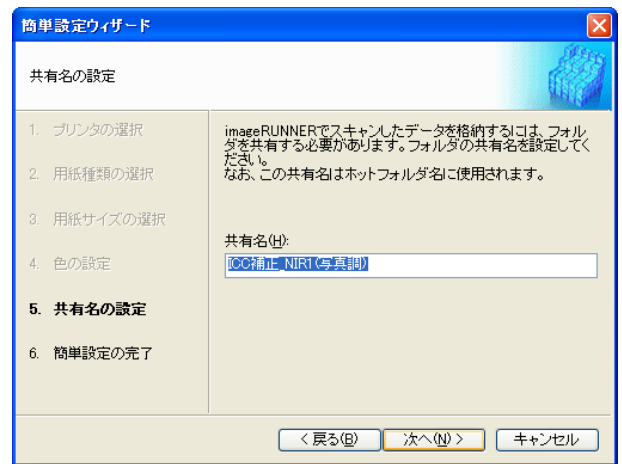 簡単設定ウィザード
共有名の設定
1. プリンタの選択
2. 用紙種類の選択
3. 用紙サイズの選択
4. 色の設定
5. 共有名の設定
6. 簡単設定の完了
imageRUNNERでスキャンしたデータを格納するには、フォル
ダを共有する必要があります。フォルダの共有名を設定してく
ださい。
なお、この共有名はホットフォルダ名に使用されます。
共有名(H):
ICC補正_NIR1(写真調)
< 戻る(B)
次へ(N) >
キャンセル